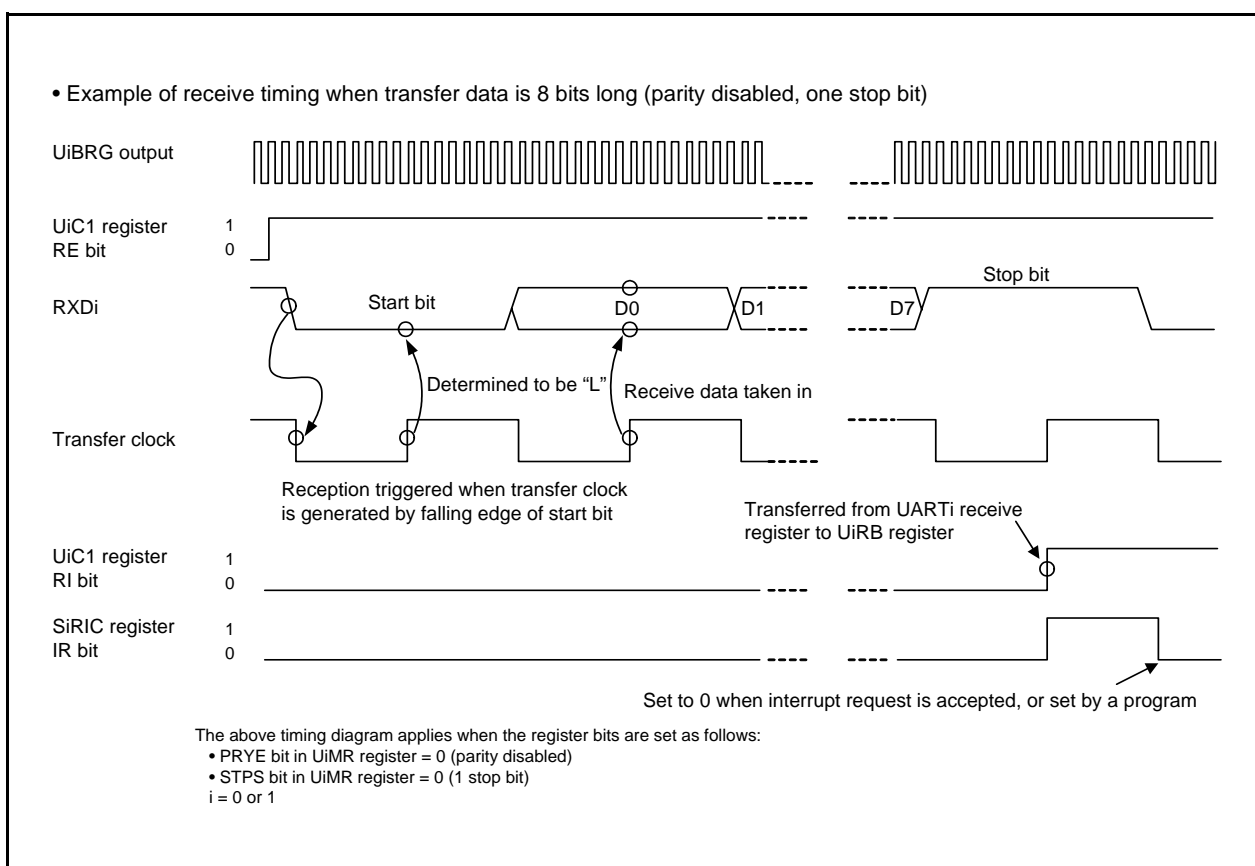 • Example of receive timing when transfer data is 8 bits long (parity disabled, one stop bit)
UiBRG output
UiC1 register
RE bit
1
0
RXDi
Start bit
D0
D1
D7
Stop bit
Determined to be “L”
Receive data taken in
Transfer clock
Reception triggered when transfer clock
is generated by falling edge of start bit
Transferred from UARTi receive
register to UiRB register
UiC1 register
RI bit
1
0
SiRIC register
IR bit
1
0
Set to 0 when interrupt request is accepted, or set by a program
The above timing diagram applies when the register bits are set as follows:
• PRYE bit in UiMR register = 0 (parity disabled)
• STPS bit in UiMR register = 0 (1 stop bit)
i = 0 or 1